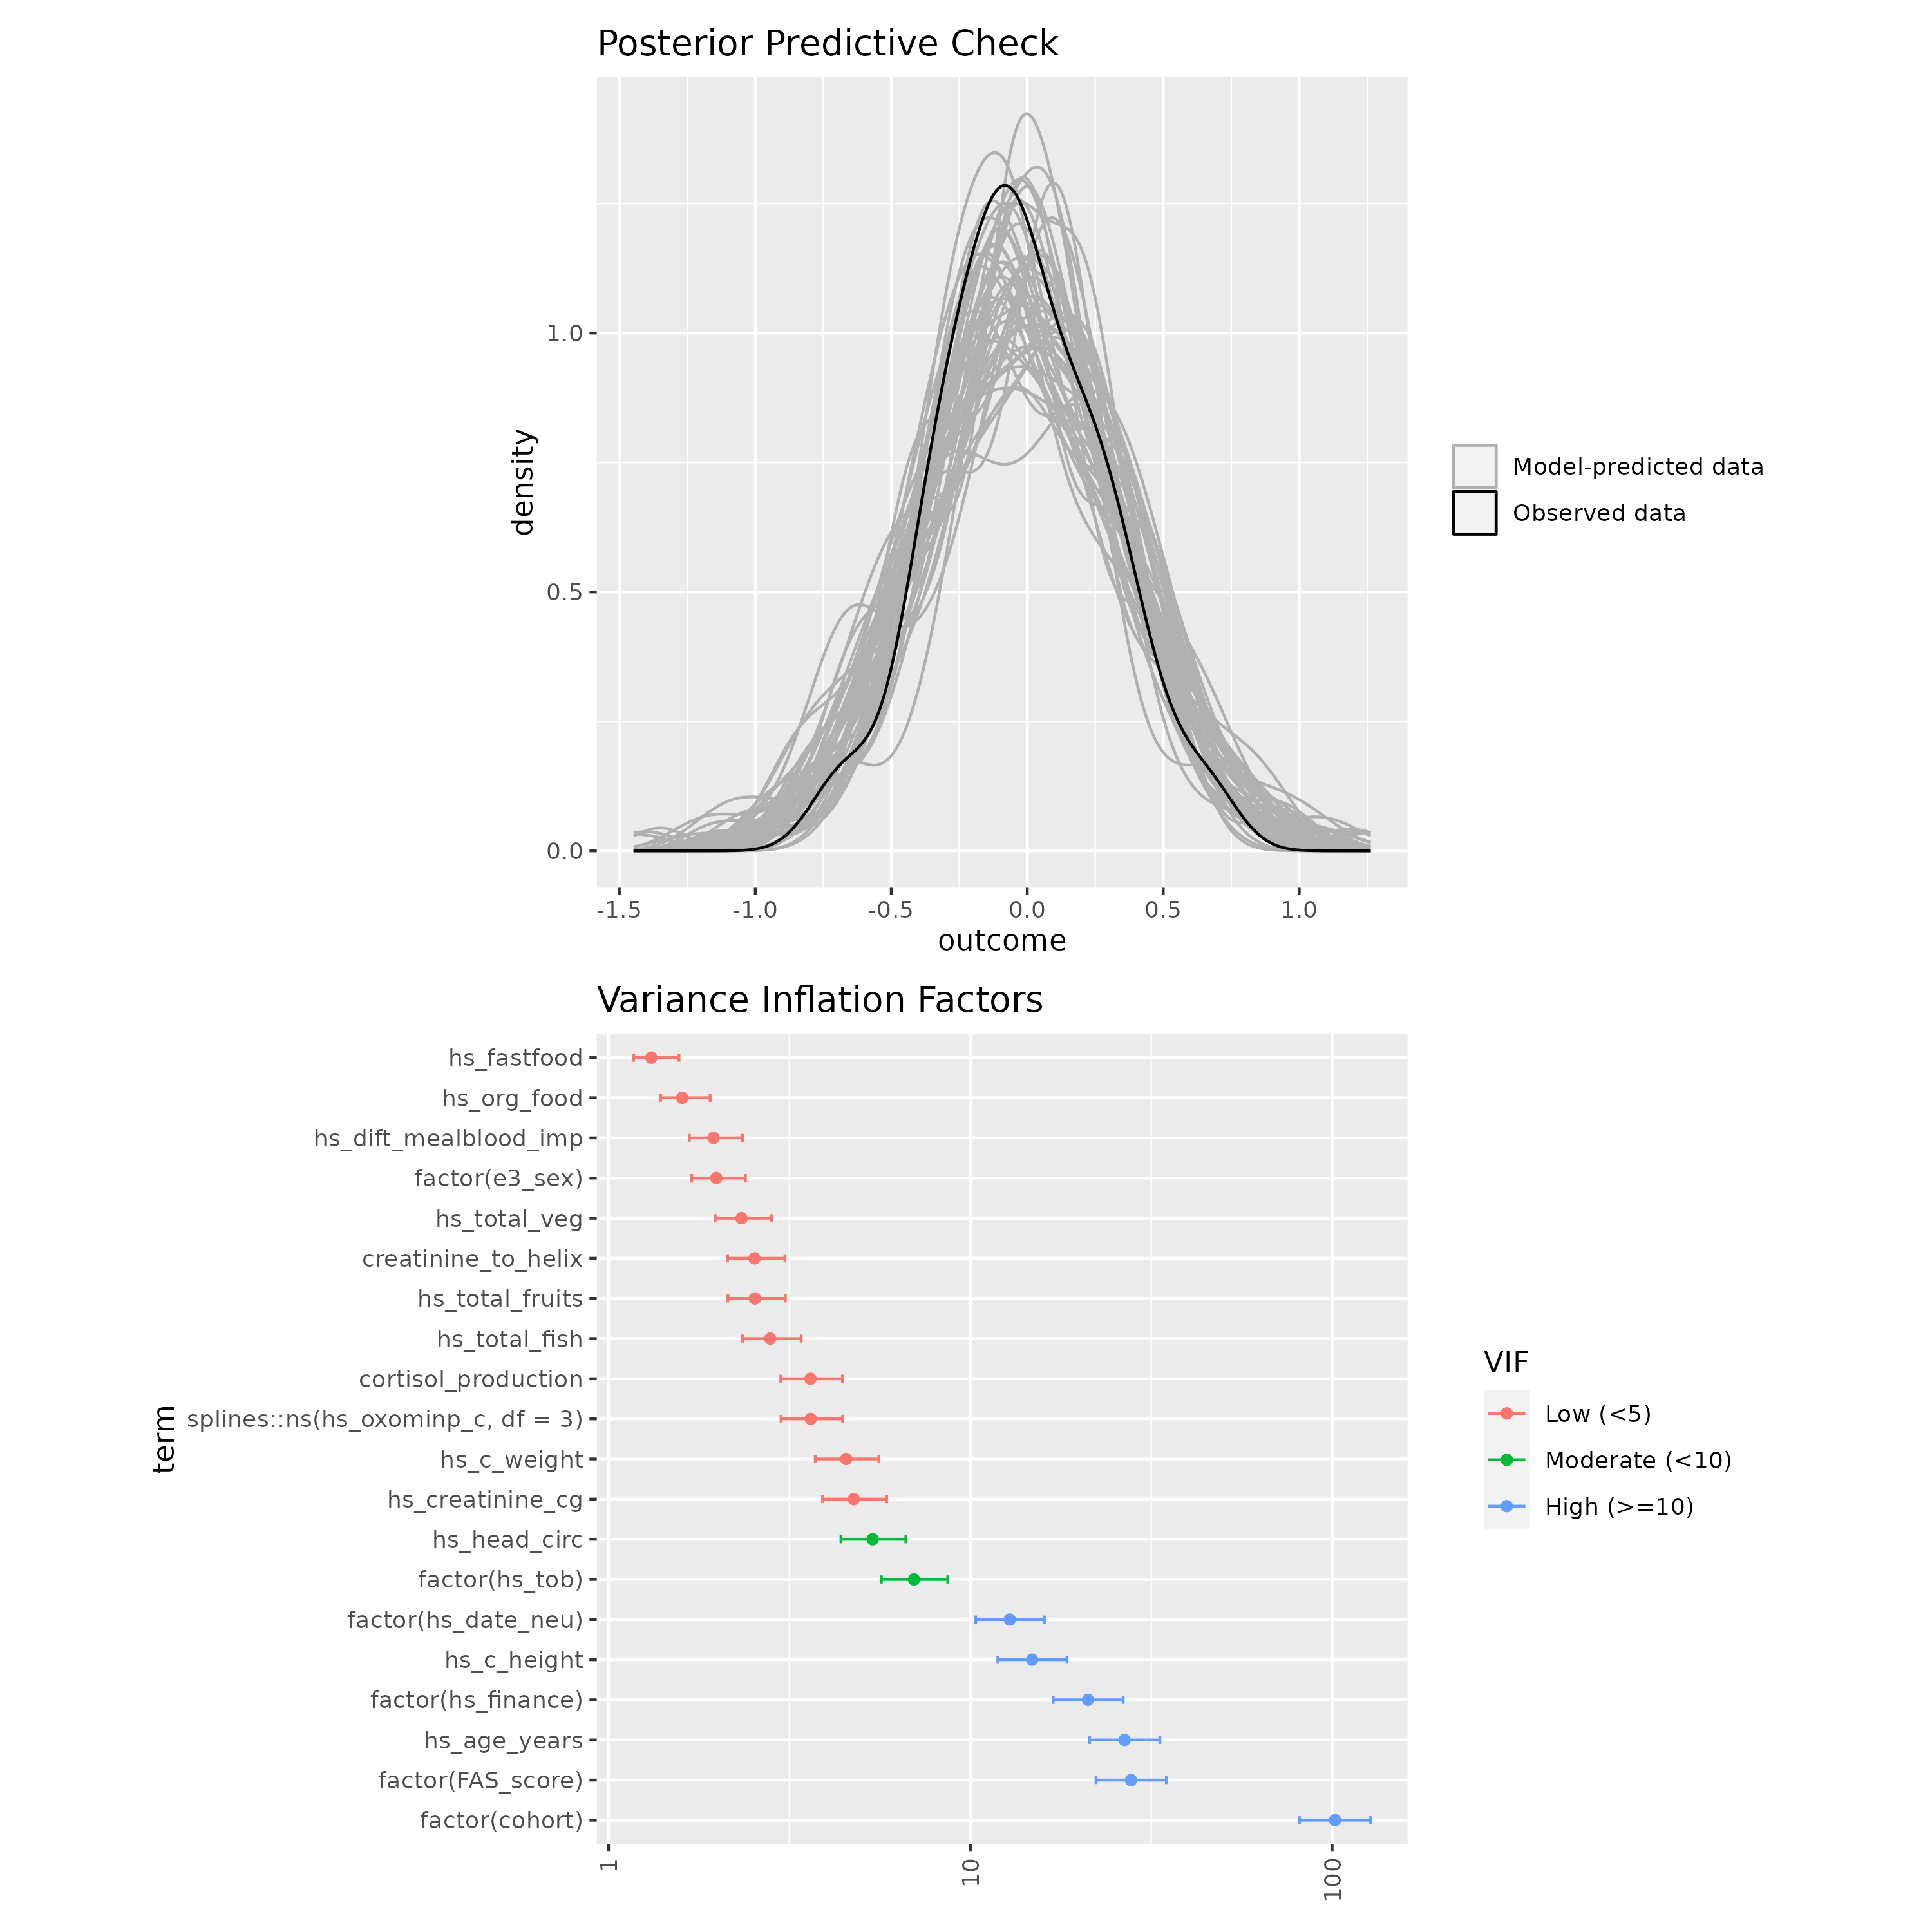 Posterior Predictive Check
density
1.0
0.5
0.0
-1.5
-1.0
-0.5
0.0
0.5
1.0
outcome
Model-predicted data
Observed data
Variance Inflation Factors
term
hs_fastfood
hs_org_food
hs_dift_mealblood_imp
factor(e3_sex)
hs_total_veg
creatinine_to_helix
hs_total_fruits
hs_total_fish
cortisol_production
splines::ns(hs_oxominp_c, df = 3)
hs_c_weight
hs_creatinine_cg
hs_head_circ
factor(hs_tob)
factor(hs_date_neu)
hs_c_height
factor(hs_finance)
hs_age_years
factor(FAS_score)
factor(cohort)
1
10
100
VIF
Low (<5)
Moderate (<10)
High (>=10)